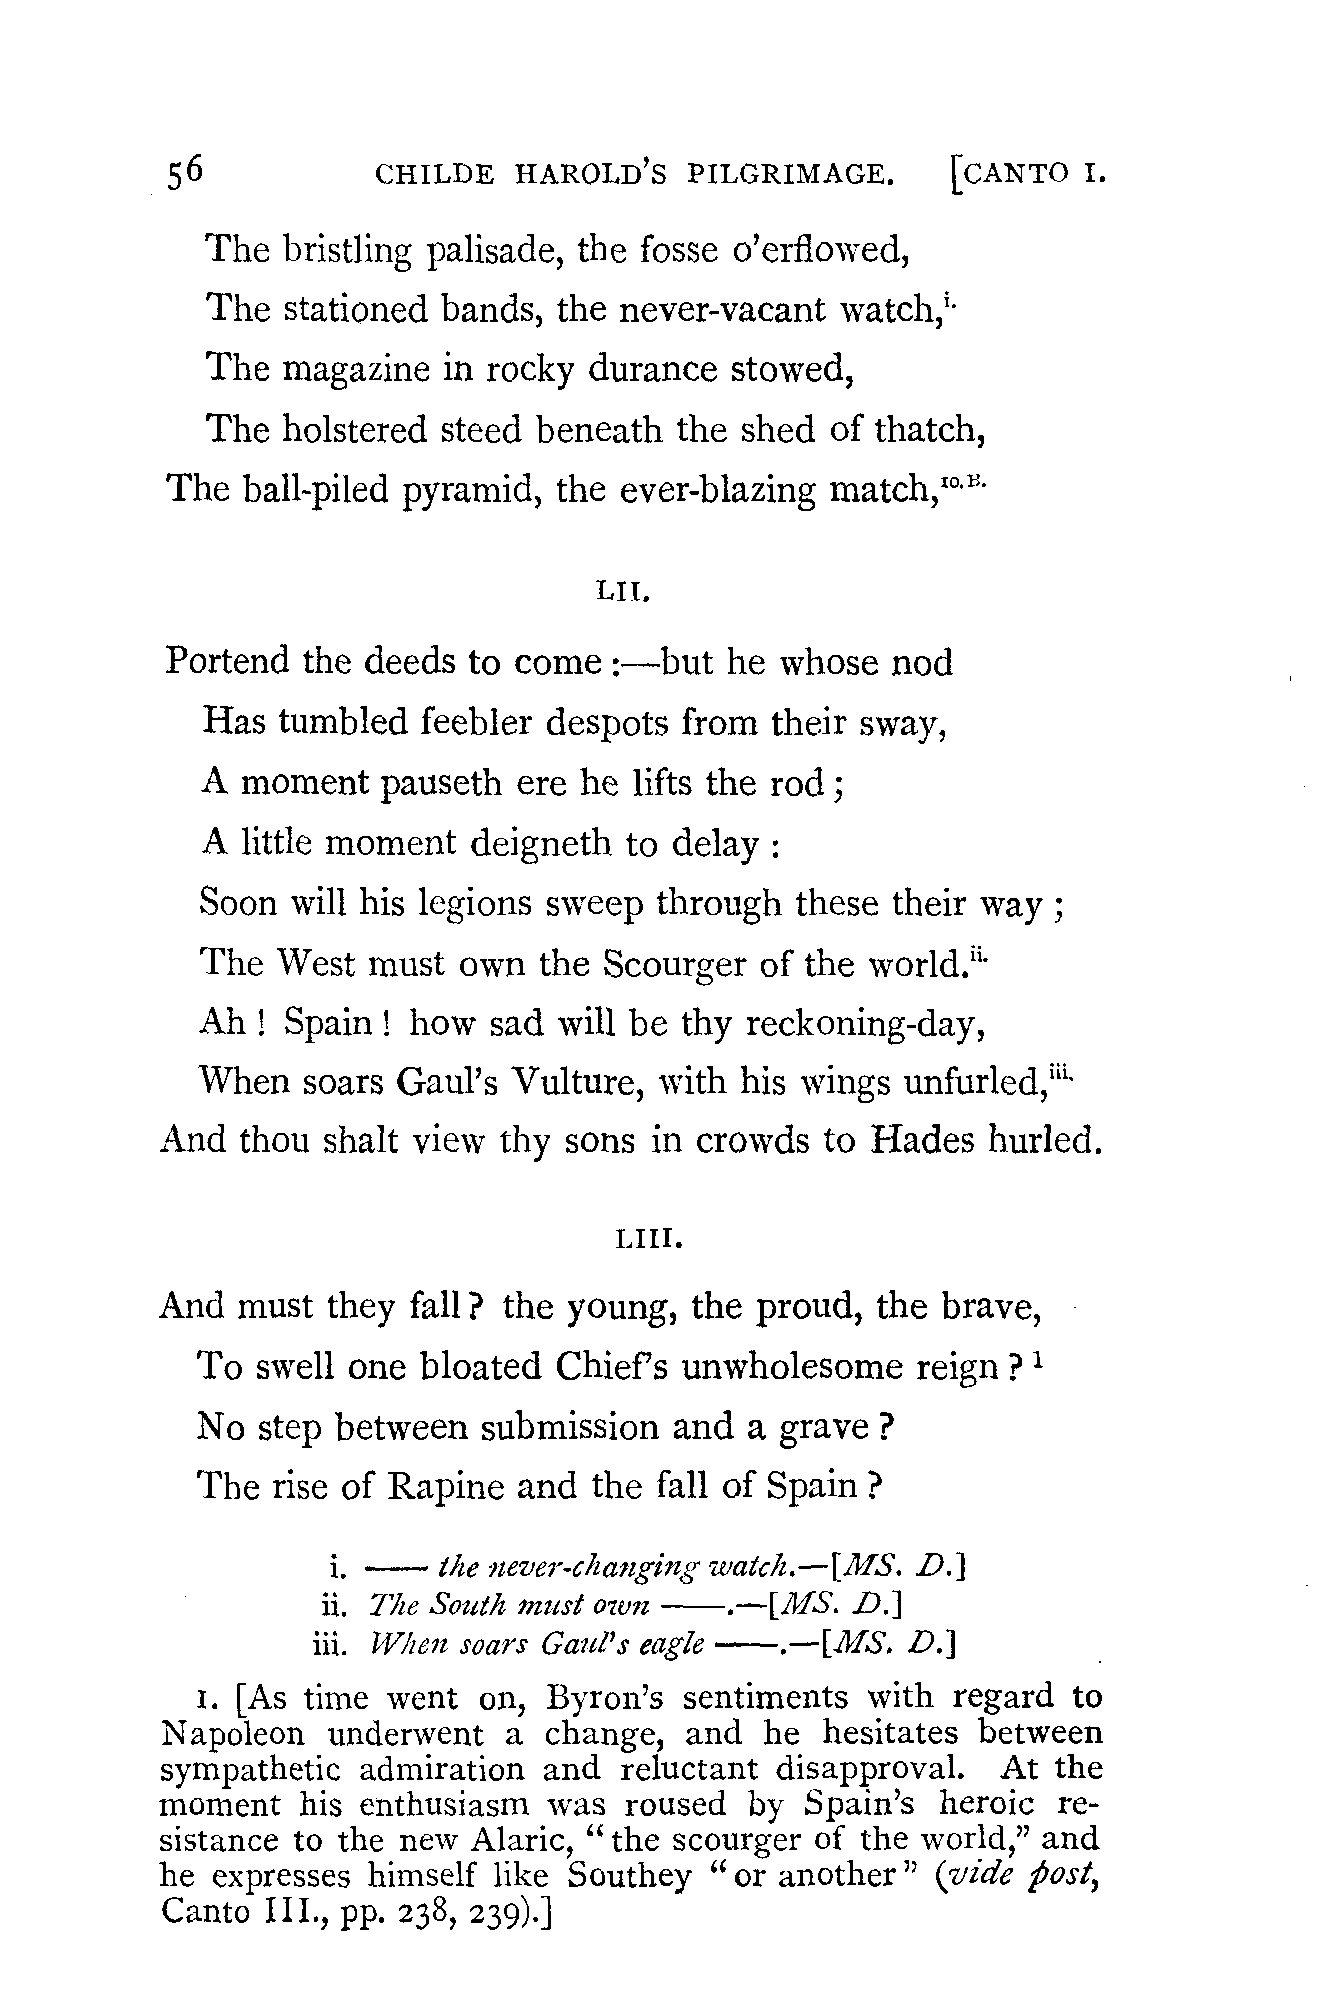 56 CHILDE HAROLD'S PILGRIMAGE. [CANTO I.
The bristling palisade, the fosse o'erflowed,
The stationed bands, the never-vacant watch,i.
The magazine in rocky durance stowed,
The holstered steed beneath the shed of thatch,
The ball-piled pyramid, the ever-blazing match,10.B.
LII.
Portend the deeds to come :—but he whose nod
Has tumbled feebler despots from their sway,
A moment pauseth ere he lifts the rod ;
A little moment deigneth to delay :
Soon will his legions sweep through these their way ;
The West must own the Scourger of the world.ii.
Ah ! Spain ! how sad will be thy reckoning-day,
When soars Gaul's Vulture, with his wings unfurled,iii.
And thou shalt view thy sons in crowds to Hades hurled.
LIII.
And must they fall ? the young, the proud, the brave,
To swell one bloated Chief's unwholesome reign ? 1
No step between submission and a grave ?
The rise of Rapine and the fall of Spain ?
i. —— the never-changing watch.—[MS. D.]
ii. The South must own ——.—[MS. D.]
iii. When soars Gaul's eagle ——.—[MS. D.]
1. [As time went on, Byron's sentiments with regard to
Napoleon underwent a change, and he hesitates between
sympathetic admiration and reluctant disapproval. At the
moment his enthusiasm was roused by Spain's heroic re-
sistance to the new Alaric, "the scourger of the world," and
he expresses himself like Southey "or another" (vide post,
Canto III., pp. 238, 239).]